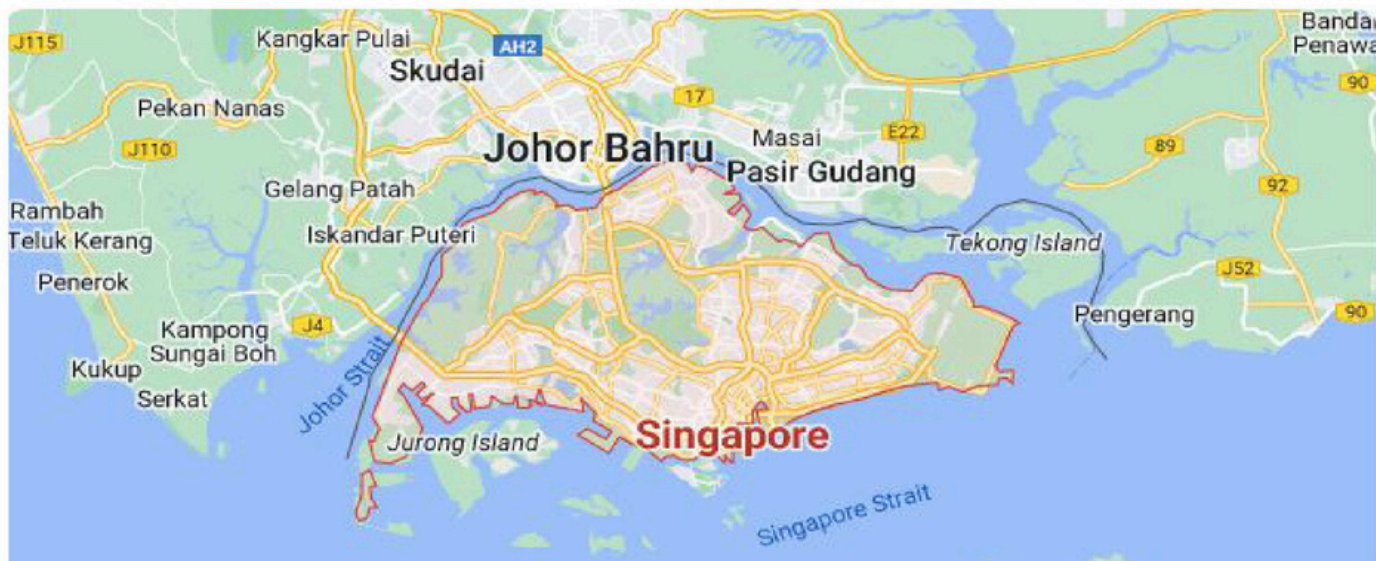 J115
Kangkar Pulai
AH2
Skudai
Bandar
Penawa
Pekan Nanas
17
90
J110
Johor Bahru
Masai
E22
89
Pasir Gudang
Gelang Patah
92
Rambah
Teluk Kerang
Iskandar Puteri
Tekong Island
Penerok
J52
Kampong
Sungai Boh
J4
Pengerang
90
Kukup
Serkat
Johor Strait
Jurong Island
Singapore
Singapore Strait